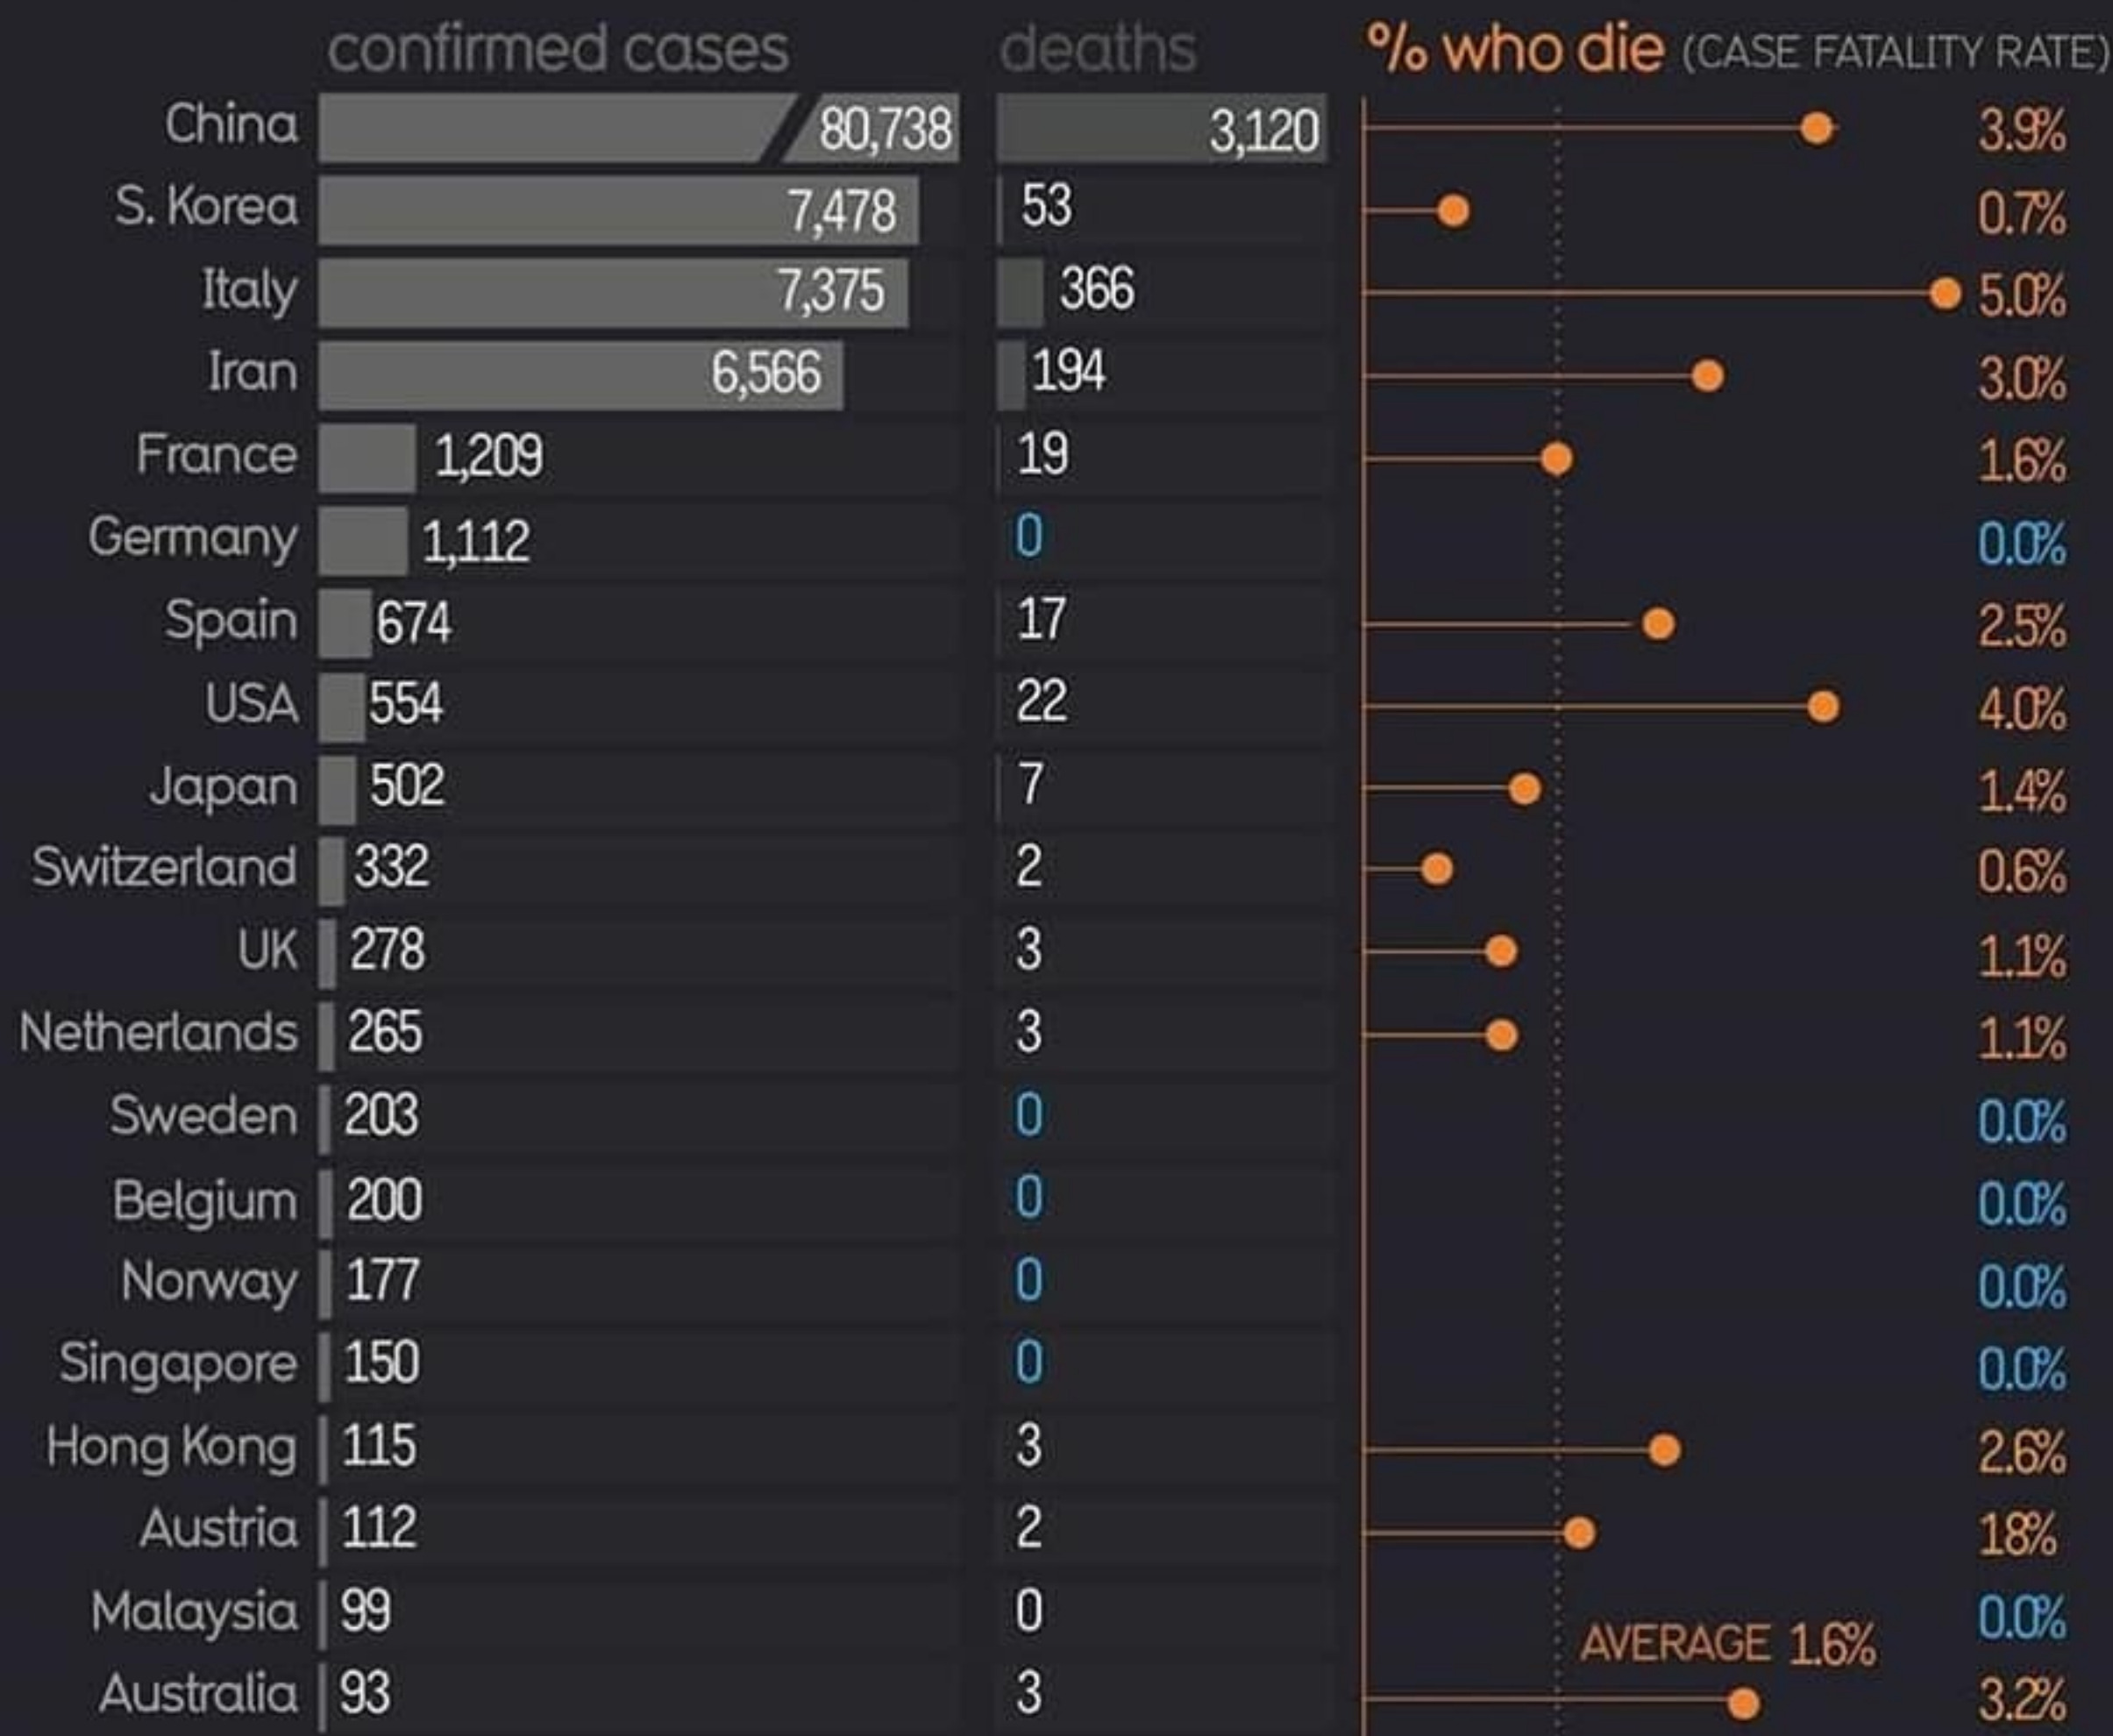 confirmed cases deaths % who die (CASE FATALITY RATE)
China 80,738 3,120 3.9%
S. Korea 7,478 53 0.7%
Italy 7,375 366 5.0%
Iran 6,566 194 3.0%
France 1,209 19 1.6%
Germany 1,112 0 0.0%
Spain 674 17 2.5%
USA 554 22 4.0%
Japan 502 7 1.4%
Switzerland 332 2 0.6%
UK 278 3 1.1%
Netherlands 265 3 1.1%
Sweden 203 0 0.0%
Belgium 200 0 0.0%
Norway 177 0 0.0%
Singapore 150 0 0.0%
Hong Kong 115 3 2.6%
Austria 112 2 18%
Malaysia 99 0 0.0%
AVERAGE 1.6%
Australia 93 3 3.2%